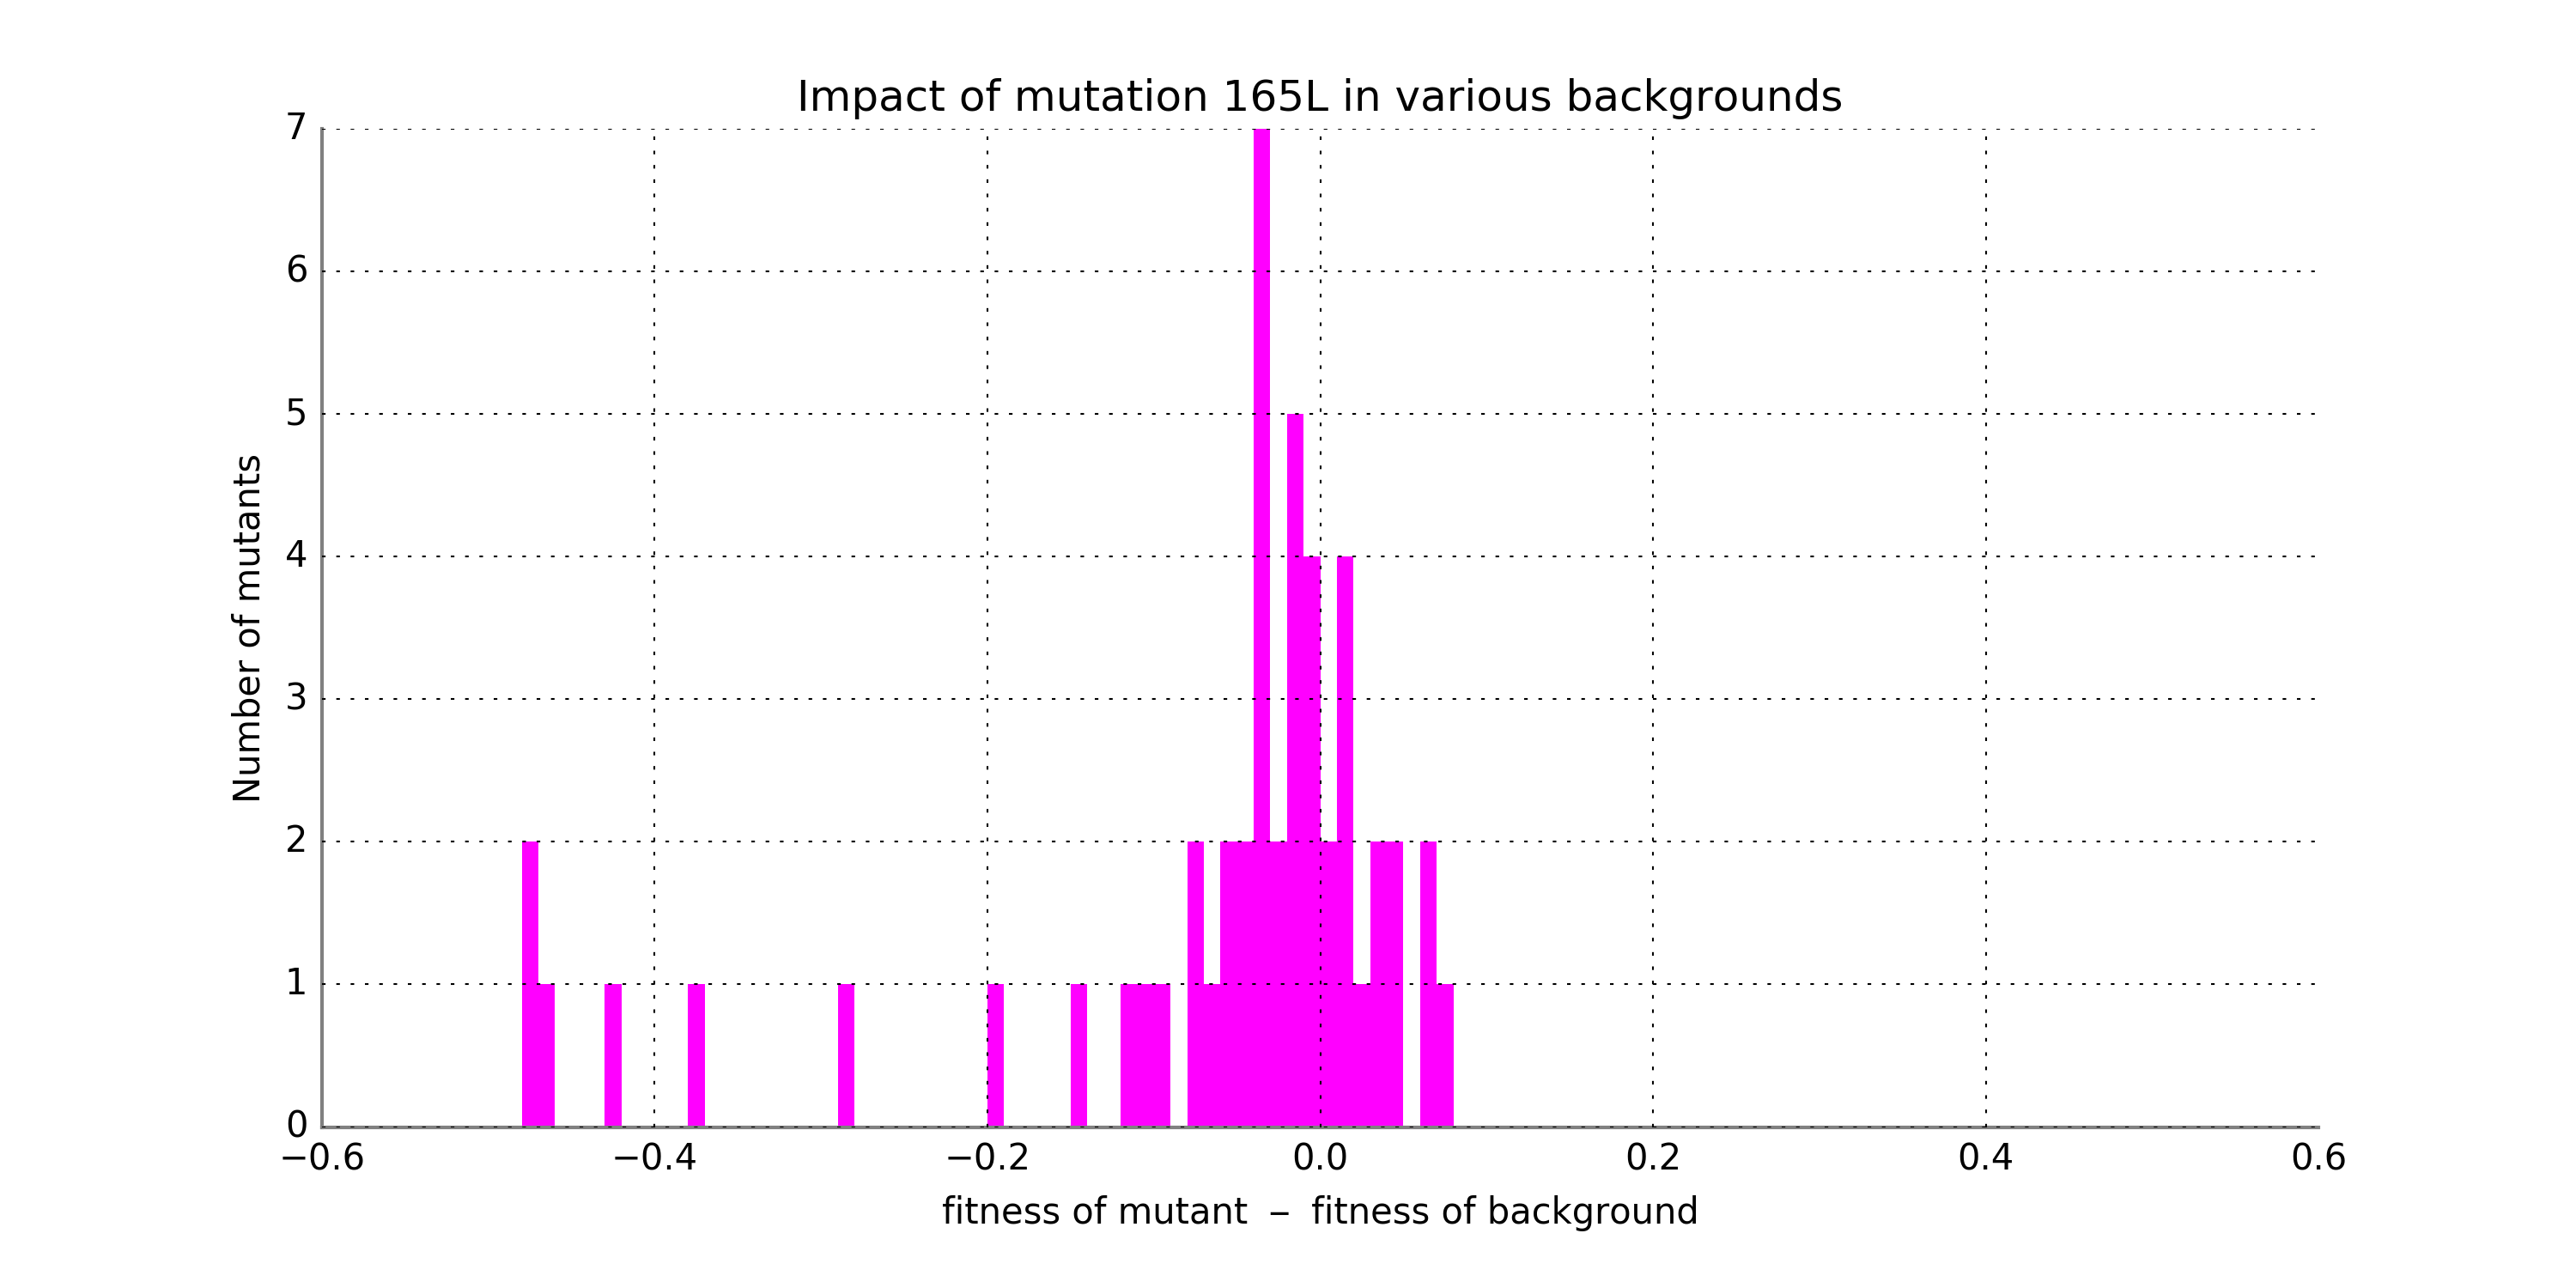 Impact of mutation 165L in various backgrounds
7
6
5
4
3
2
1
0
Number of mutants
−0.6 −0.4 −0.2 0.0 0.2 0.4 0.6
fitness of mutant − fitness of background